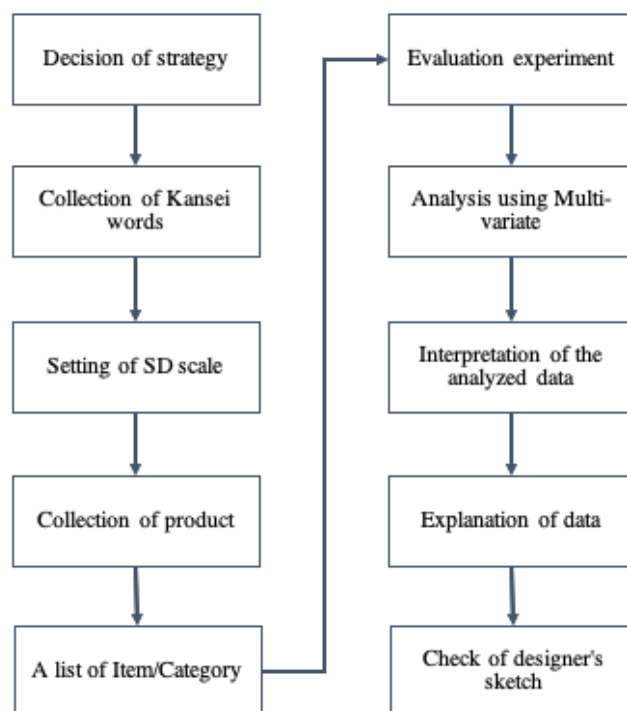 Decision of strategy
Collection of Kansei
words
Setting of SD scale
Collection of product
A list of Item/Category
Evaluation experiment
Analysis using Multi-
variate
Interpretation of the
analyzed data
Explanation of data
Check of designer's
sketch